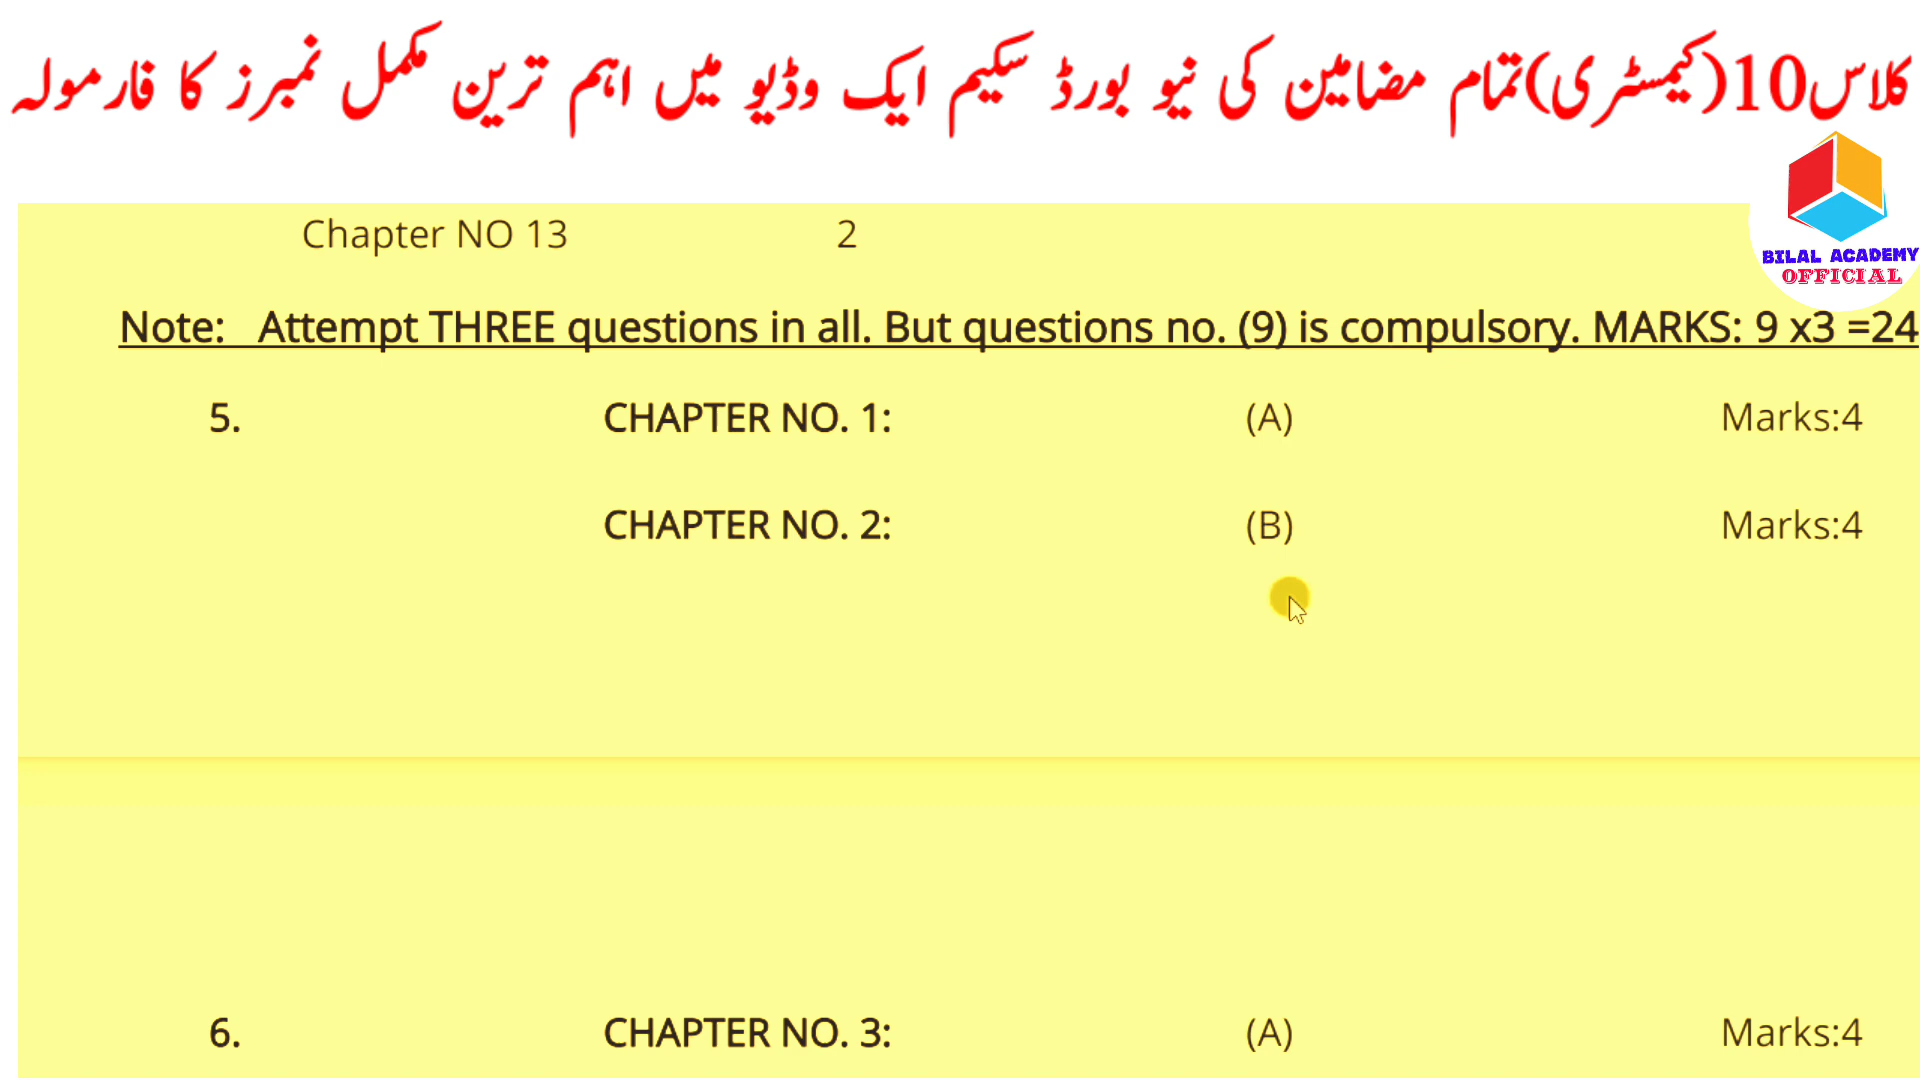 کلاس10(کیمسٹری)تمام مضامین کی نیو بورڈ سکیم ایک وڈیو میں اہم ترین مکمل نمبرز کا فارمولہ
BILAL ACADEMY
OFFICIAL
Chapter NO 13 2
Note: Attempt THREE questions in all. But questions no. (9) is compulsory. MARKS: 9 x3 =24
5. CHAPTER NO. 1: (A) Marks:4
CHAPTER NO. 2: (B) Marks:4
6. CHAPTER NO. 3: (A) Marks:4